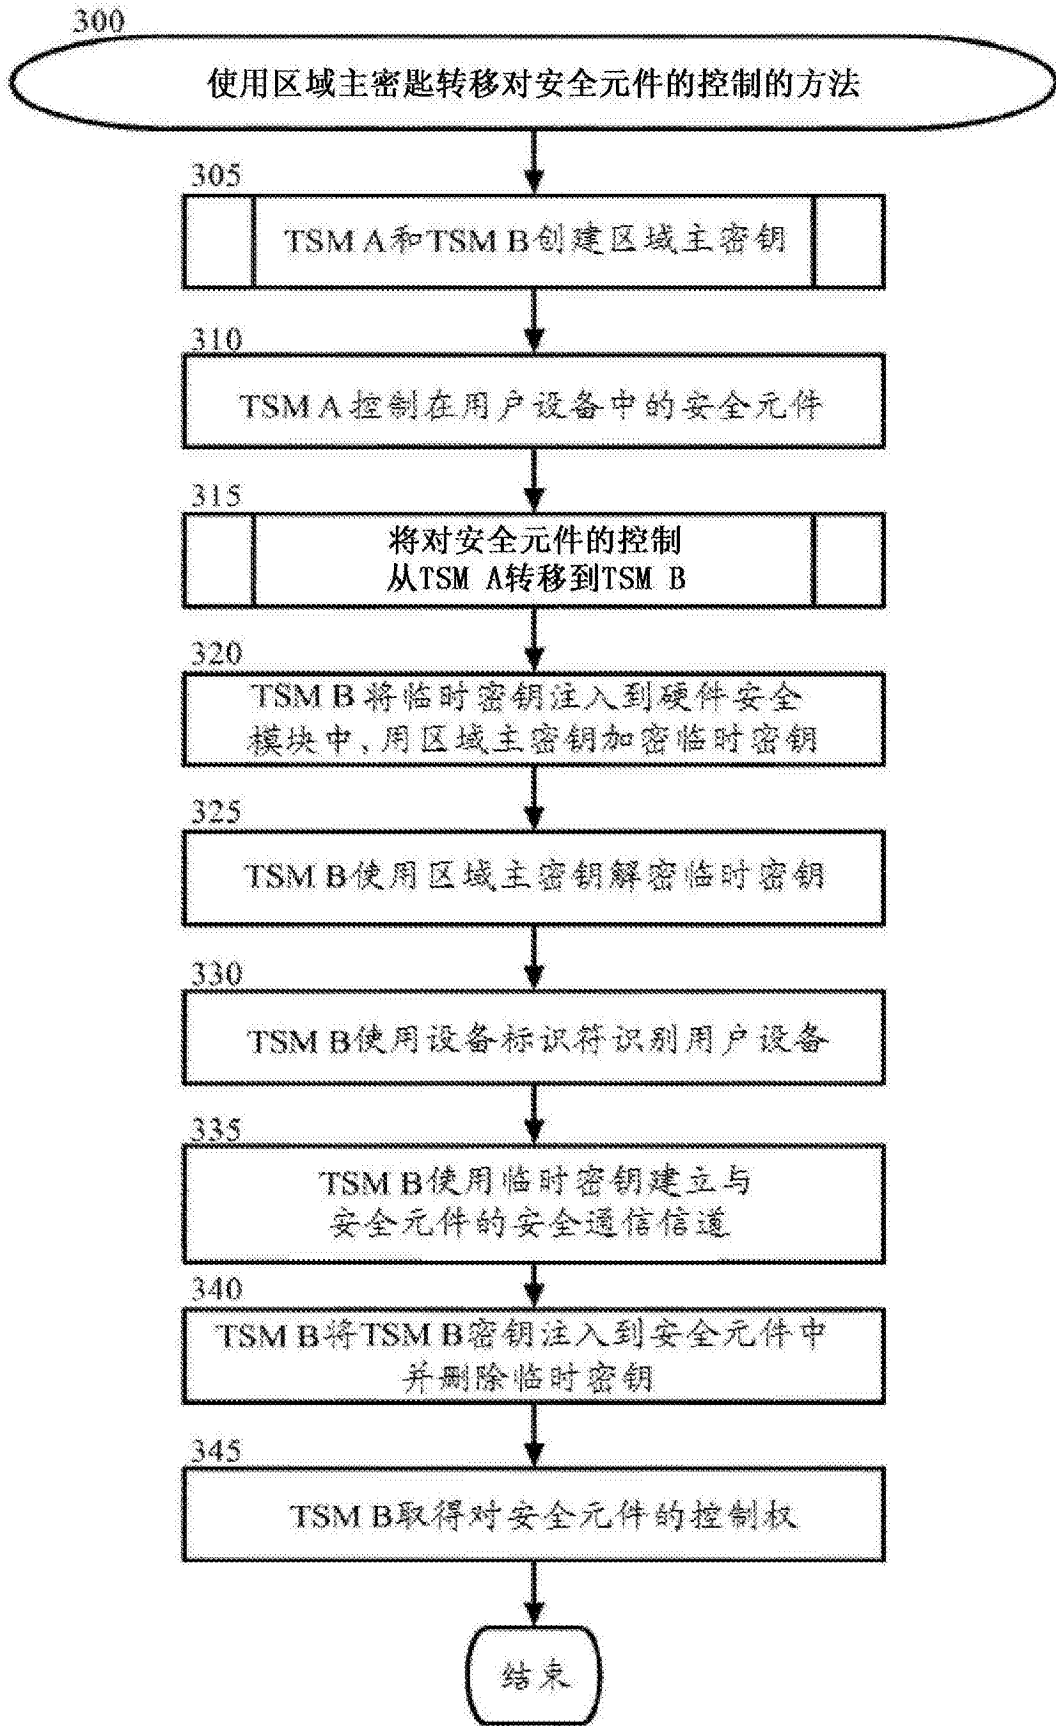 300
使用区域主密匙转移对安全元件的控制的方法
305
TSM A和TSM B创建区域主密钥
310
TSM A控制在用户设备中的安全元件
315
将对安全元件的控制
从TSM A转移到TSM B
320
TSM B将临时密钥注入到硬件安全
模块中、用区域主密钥加密临时密钥
325
TSM B使用区域主密钥解密临时密钥
330
TSM B使用设备标识符识别用户设备
335
TSM B使用临时密钥建立与
安全元件的安全通信信道
340
TSM B将TSM B密钥注入到安全元件中
并删除临时密钥
345
TSM B取得对安全元件的控制权
结束